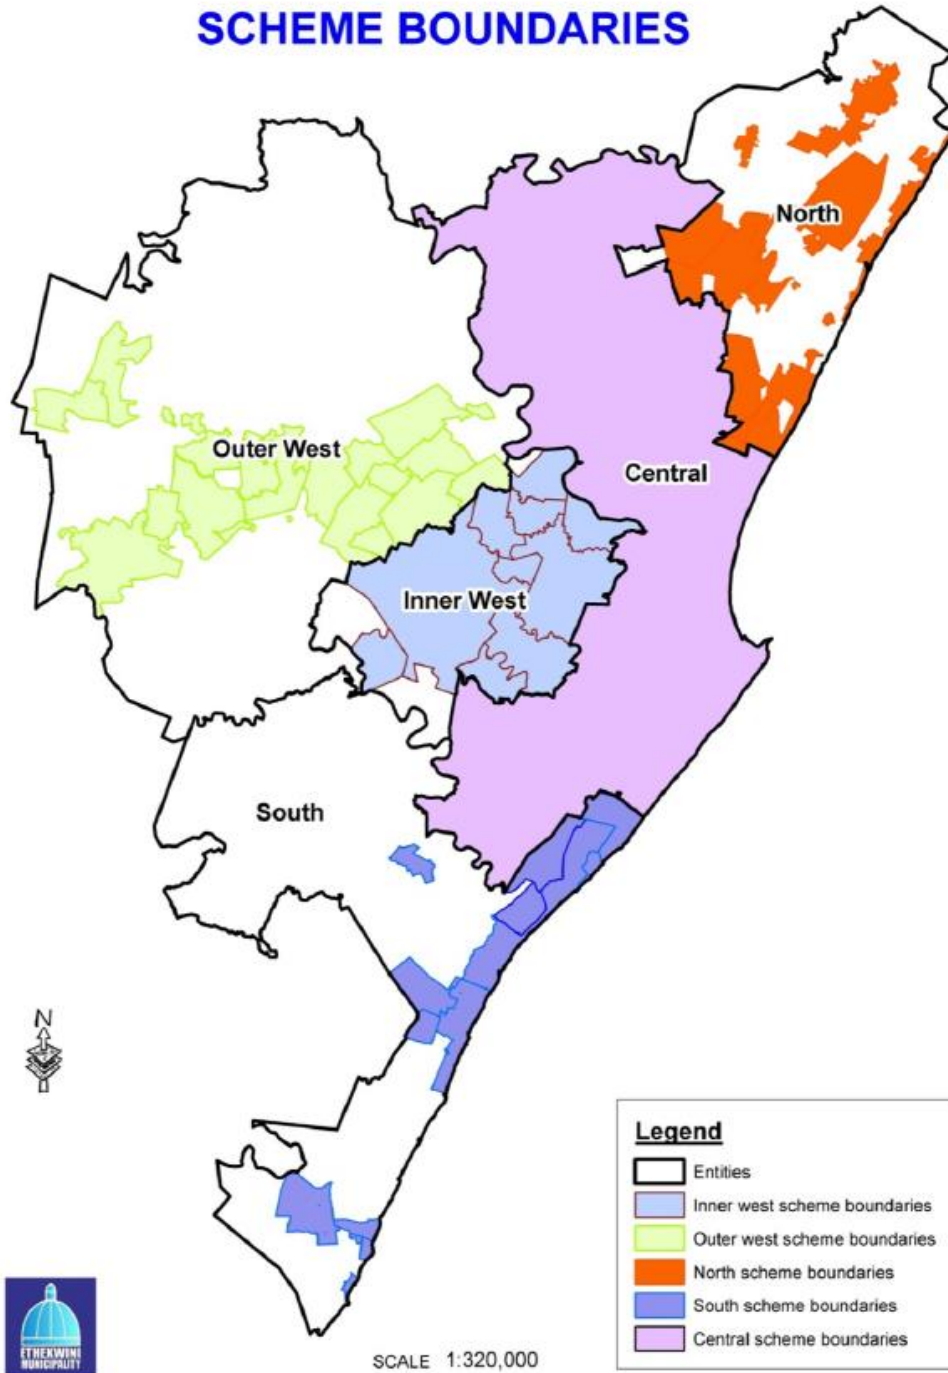 SCHEME BOUNDARIES
North
Outer West
Central
Inner West
South
N
Legend
Entities
Inner west scheme boundaries
Outer west scheme boundaries
North scheme boundaries
South scheme boundaries
Central scheme boundaries
ETHEKWINI
MUNICIPALITY
SCALE 1:320,000